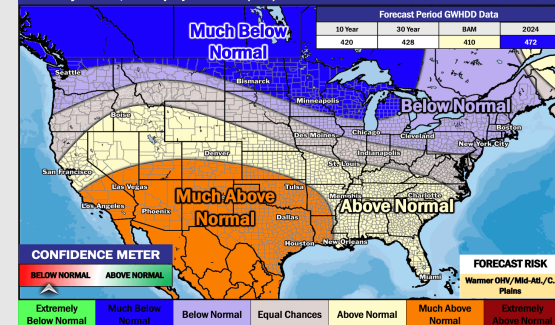 Forecast Period GWHDD Data
10 Year 30 Year BAM 2024
420 428 410 472
Much Below
Normal
Seattle
Bismarck
Minneapolis
Below Normal
Boise
Boston
Chicago
Cleveland
Des Moines
New York City
Indianapolis
Denver
St. Louis
San Francisco
Las Vegas
Much Above
Normal
Tulsa
Memphis
Charlotte
Above Normal
Los Angeles
Phoenix
Dallas
Houston
New Orleans
Miami
CONFIDENCE METER
BELOW NORMAL ABOVE NORMAL
FORECAST RISK
Warmer OHV/Mid-Atl./C.
Plains
Extremely
Below Normal
Much Below
Normal
Below Normal
Equal Chances
Above Normal
Much Above
Normal
Extremely
Above Normal